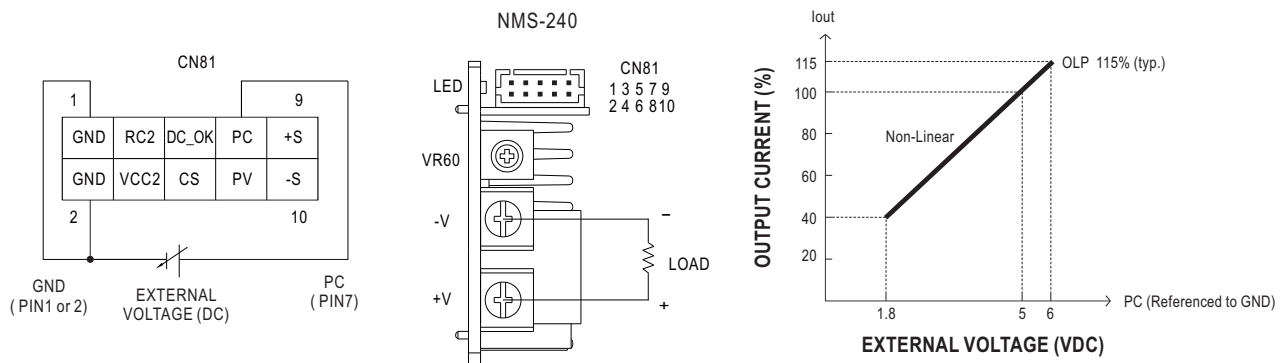 CN81
1
9
GND RC2 DC_OK PC +S
GND VCC2 CS PV -S
2
10
GND
( PIN1 or 2)
EXTERNAL
VOLTAGE (DC)
PC
( PIN7)
NMS-240
LED
CN81
1 3 5 7 9
2 4 6 8 10
VR60
-V
+V
−
LOAD
+
Iout
OUTPUT CURRENT (%)
115
100
80
60
40
20
OLP 115% (typ.)
Non-Linear
1.8
5
6
PC (Referenced to GND)
EXTERNAL VOLTAGE (VDC)